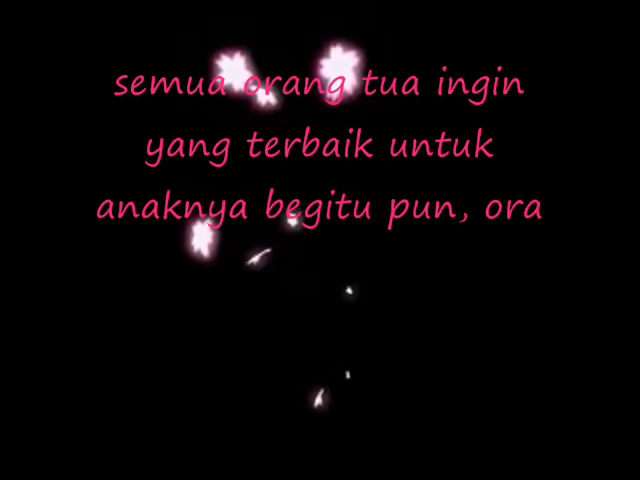 semua orang tua ingin
yang terbaik untuk
anaknya begitu pun, ora